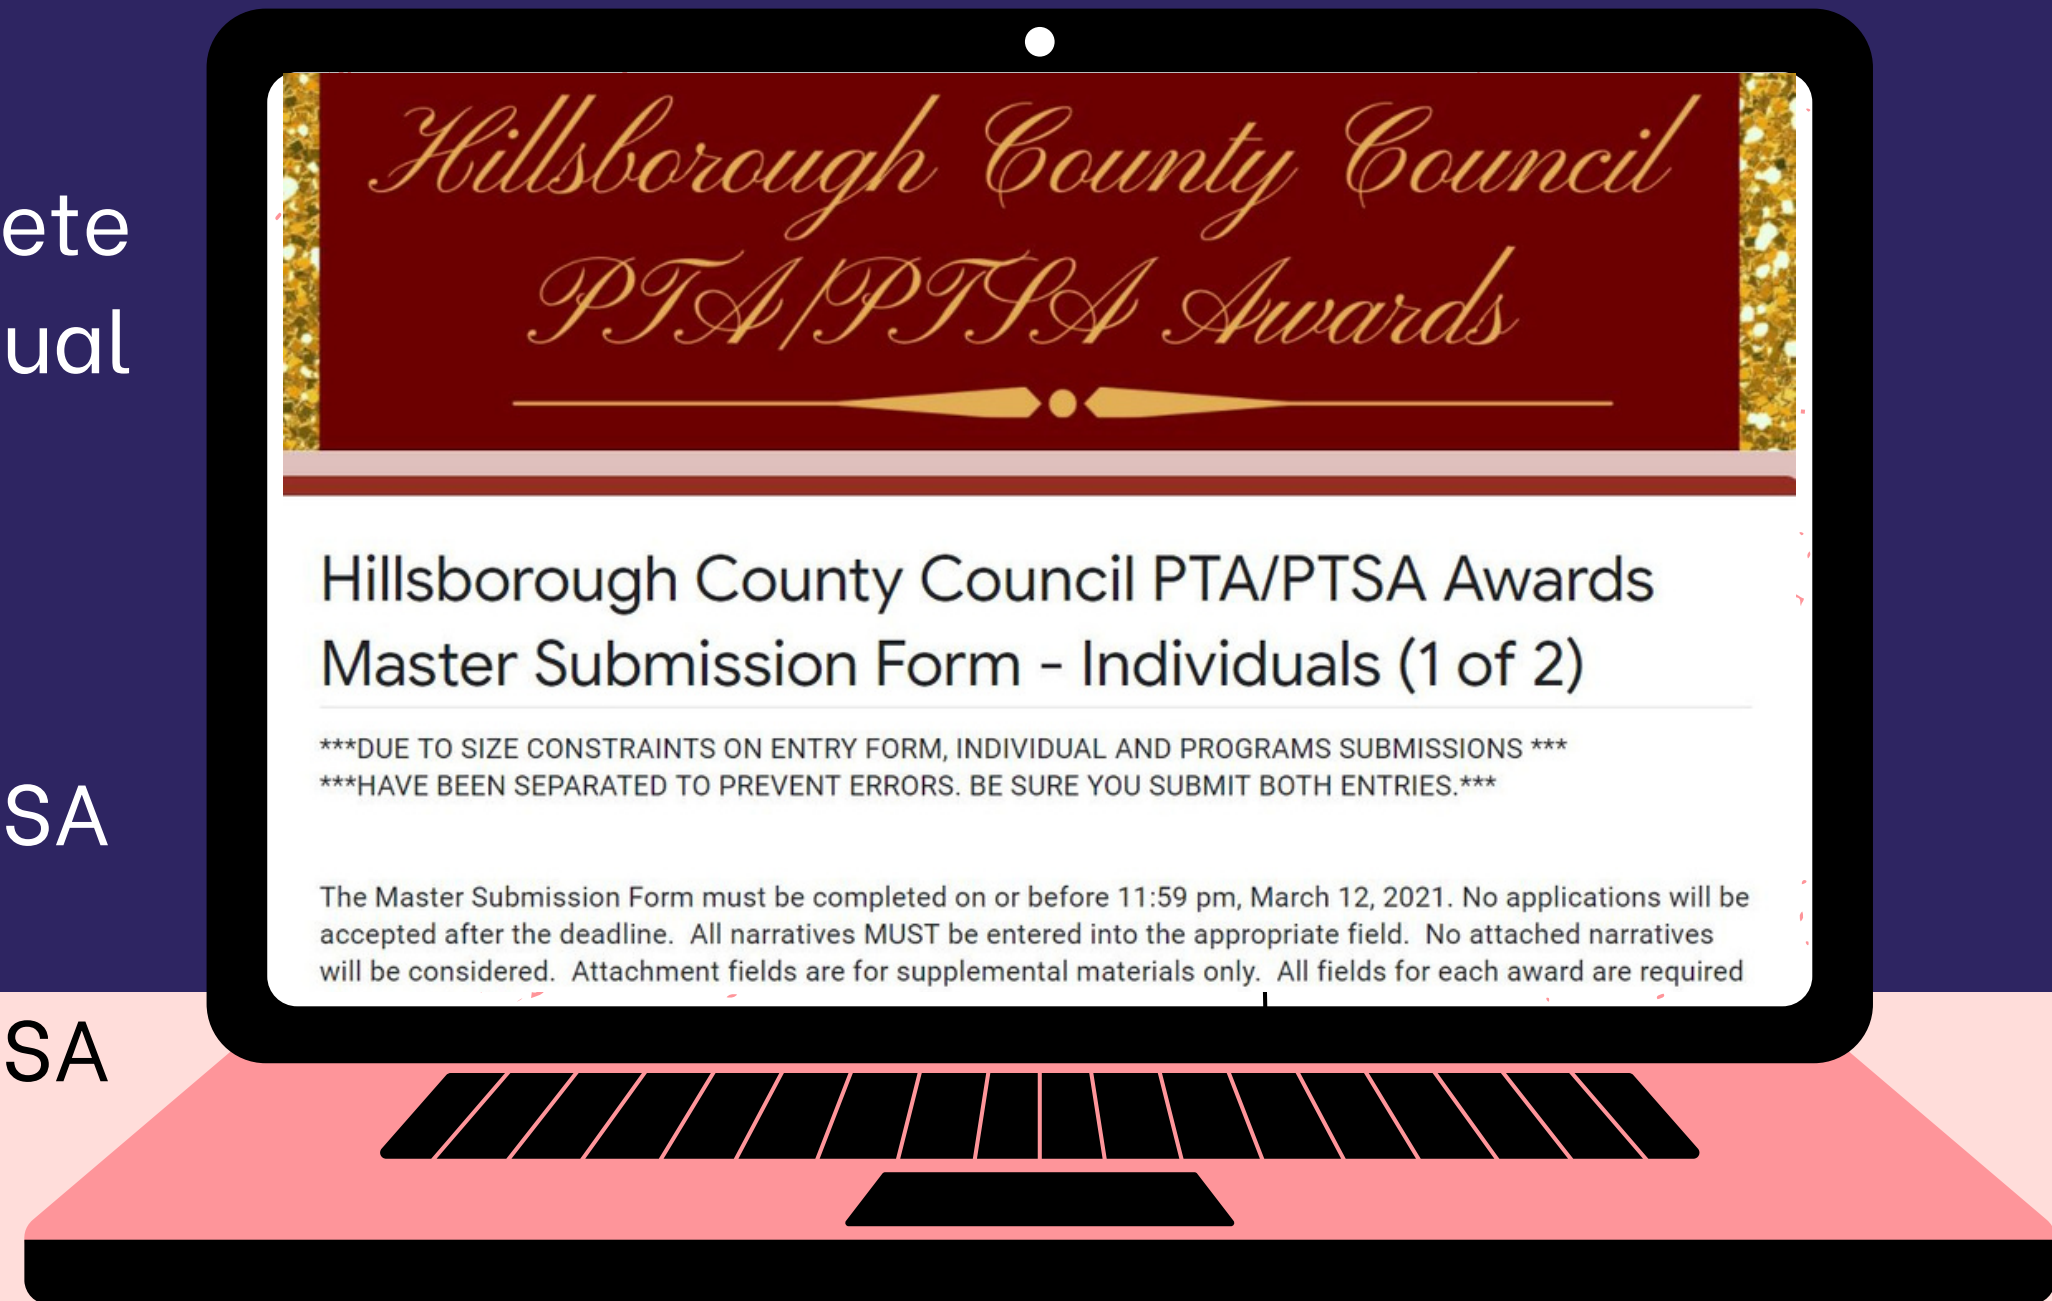 ete
ual
SA
SA
Hillsborough County Council
PTA/PTSA Awards
Hillsborough County Council PTA/PTSA Awards
Master Submission Form - Individuals (1 of 2)
***DUE TO SIZE CONSTRAINTS ON ENTRY FORM, INDIVIDUAL AND PROGRAMS SUBMISSIONS ***
***HAVE BEEN SEPARATED TO PREVENT ERRORS. BE SURE YOU SUBMIT BOTH ENTRIES.***
The Master Submission Form must be completed on or before 11:59 pm, March 12, 2021. No applications will be
accepted after the deadline.  All narratives MUST be entered into the appropriate field.  No attached narratives
will be considered.  Attachment fields are for supplemental materials only.  All fields for each award are required